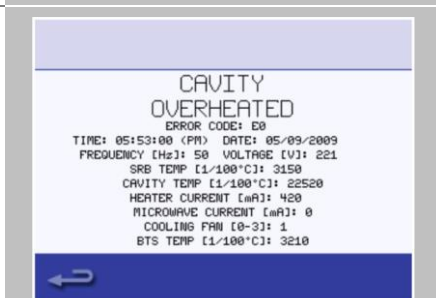 CAVITY
OVERHEATED
ERROR CODE: E0
TIME: 05:53:00 (PM) DATE: 05/09/2009
FREQUENCY [Hz]: 50 VOLTAGE [V]: 221
SRB TEMP [1/100°C]: 3150
CAVITY TEMP [1/100°C]: 22520
HEATER CURRENT [mA]: 420
MICROWAVE CURRENT [mA]: 0
COOLING FAN [0-3]: 1
BTS TEMP [1/100°C]: 3210